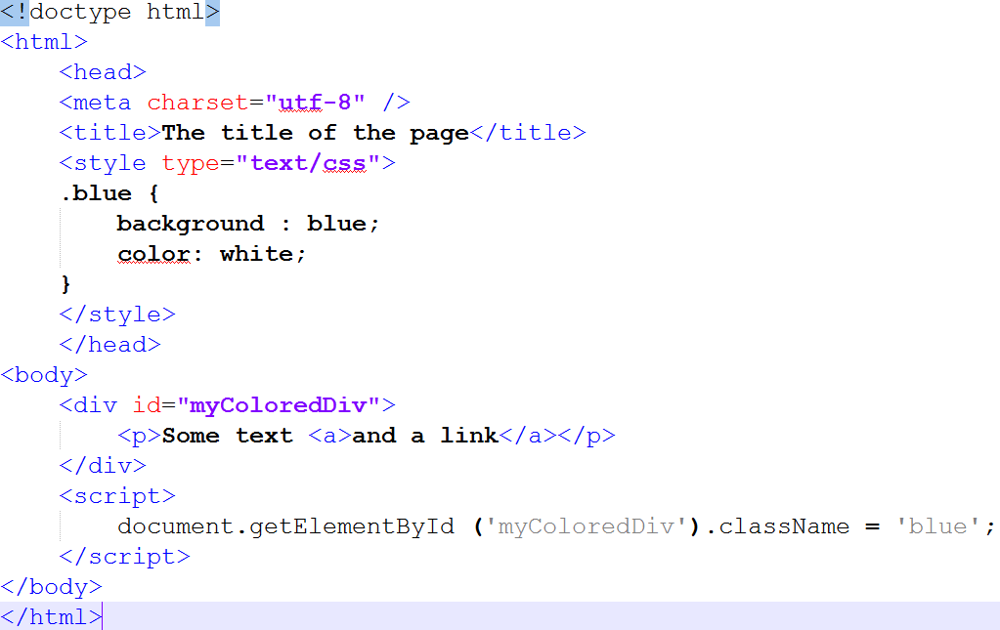 <!doctype html>
<html>
    <head>
    <meta charset="utf-8" />
    <title>The title of the page</title>
    <style type="text/css">
    .blue {
        background : blue;
        color: white;
    }
    </style>
    </head>
<body>
    <div id="myColoredDiv">
        <p>Some text <a>and a link</a></p>
    </div>
    <script>
        document.getElementById ('myColoredDiv').className = 'blue';
    </script>
</body>
</html>